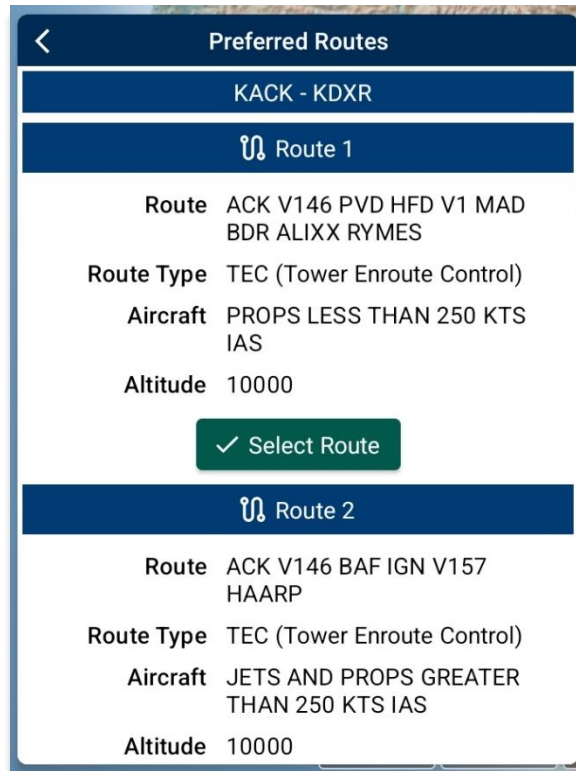 Preferred Routes
KACK - KDXR
Route 1
Route ACK V146 PVD HFD V1 MAD
BDR ALIXX RYMES
Route Type TEC (Tower Enroute Control)
Aircraft PROPS LESS THAN 250 KTS
IAS
Altitude 10000
Select Route
Route 2
Route ACK V146 BAF IGN V157
HAARP
Route Type TEC (Tower Enroute Control)
Aircraft JETS AND PROPS GREATER
THAN 250 KTS IAS
Altitude 10000